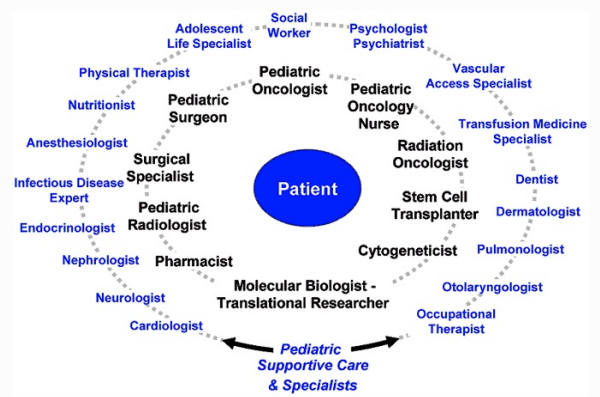 Social
Worker
Adolescent
Life Specialist
Psychologist
Psychiatrist
Physical Therapist
Pediatric
Oncologist
Vascular
Access Specialist
Nutritionist
Pediatric
Surgeon
Pediatric
Oncology
Nurse
Transfusion Medicine
Specialist
Anesthesiologist
Surgical
Specialist
Radiation
Oncologist
Infectious Disease
Expert
Patient
Dentist
Pediatric
Radiologist
Stem Cell
Transplanter
Dermatologist
Endocrinologist
Nephrologist
Pharmacist
Cytogeneticist
Pulmonologist
Neurologist
Molecular Biologist -
Translational Researcher
Otolaryngologist
Cardiologist
Occupational
Therapist
Pediatric
Supportive Care
& Specialists